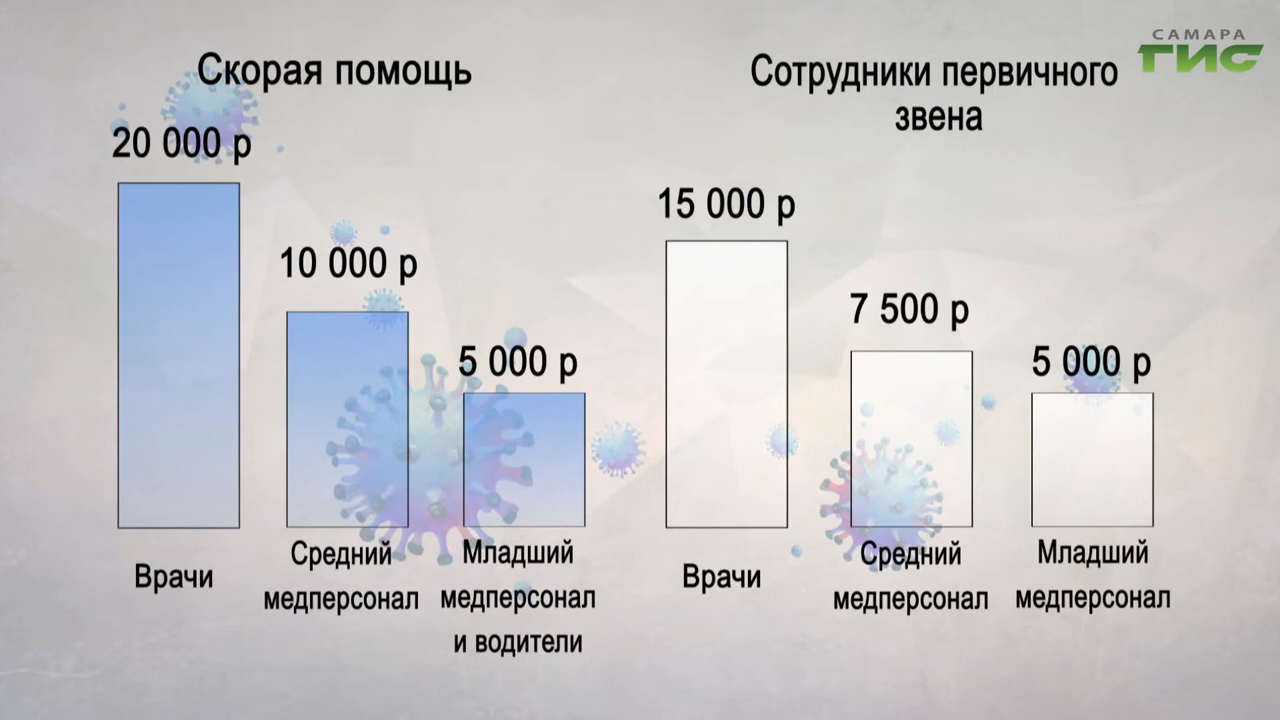 САМАРА
ГИС
Скорая помощь
20 000 р
10 000 р
5 000 р
Врачи
Средний
медперсонал
Младший
медперсонал
и водители
Сотрудники первичного
звена
15 000 р
7 500 р
5 000 р
Врачи
Средний
медперсонал
Младший
медперсонал